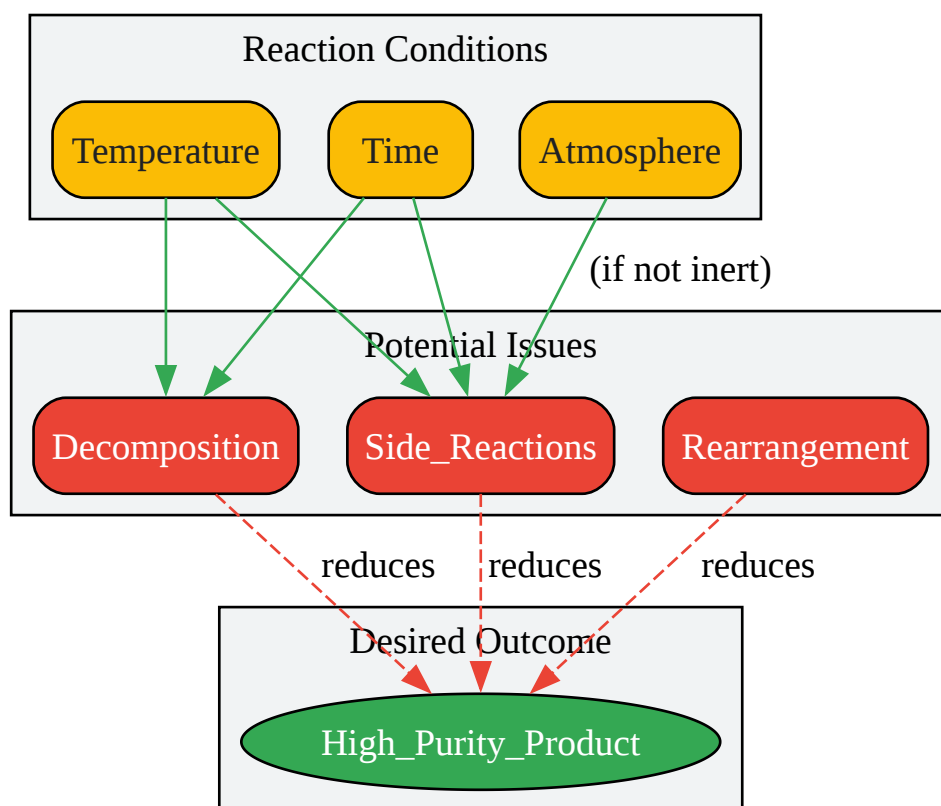 Reaction Conditions
Temperature
Time
Atmosphere
(if not inert)
Potential Issues
Decomposition
Side_Reactions
Rearrangement
reduces
reduces
reduces
Desired Outcome
High_Purity_Product